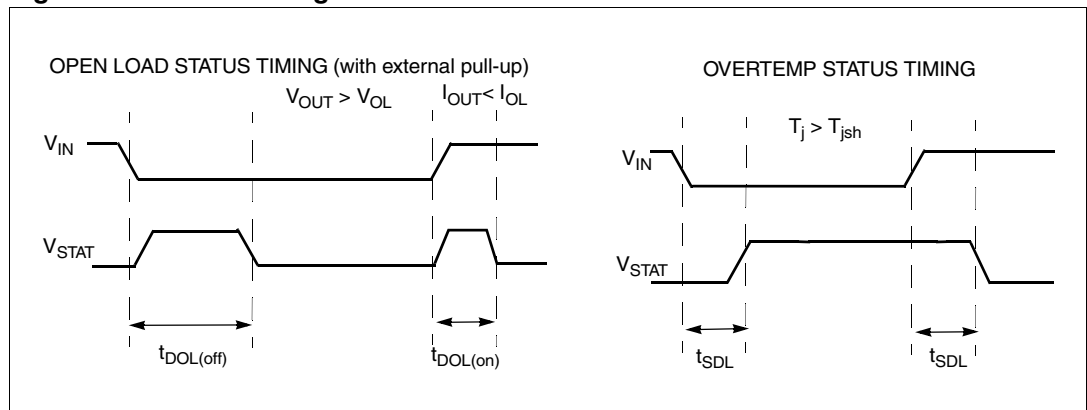 OPEN LOAD STATUS TIMING (with external pull-up)
VOUT > VOL
IOUT< IOL
VIN
VSTAT
tDOL(off)
tDOL(on)
OVERTEMP STATUS TIMING
Tj > Tjsh
VIN
VSTAT
tSDL
tSDL